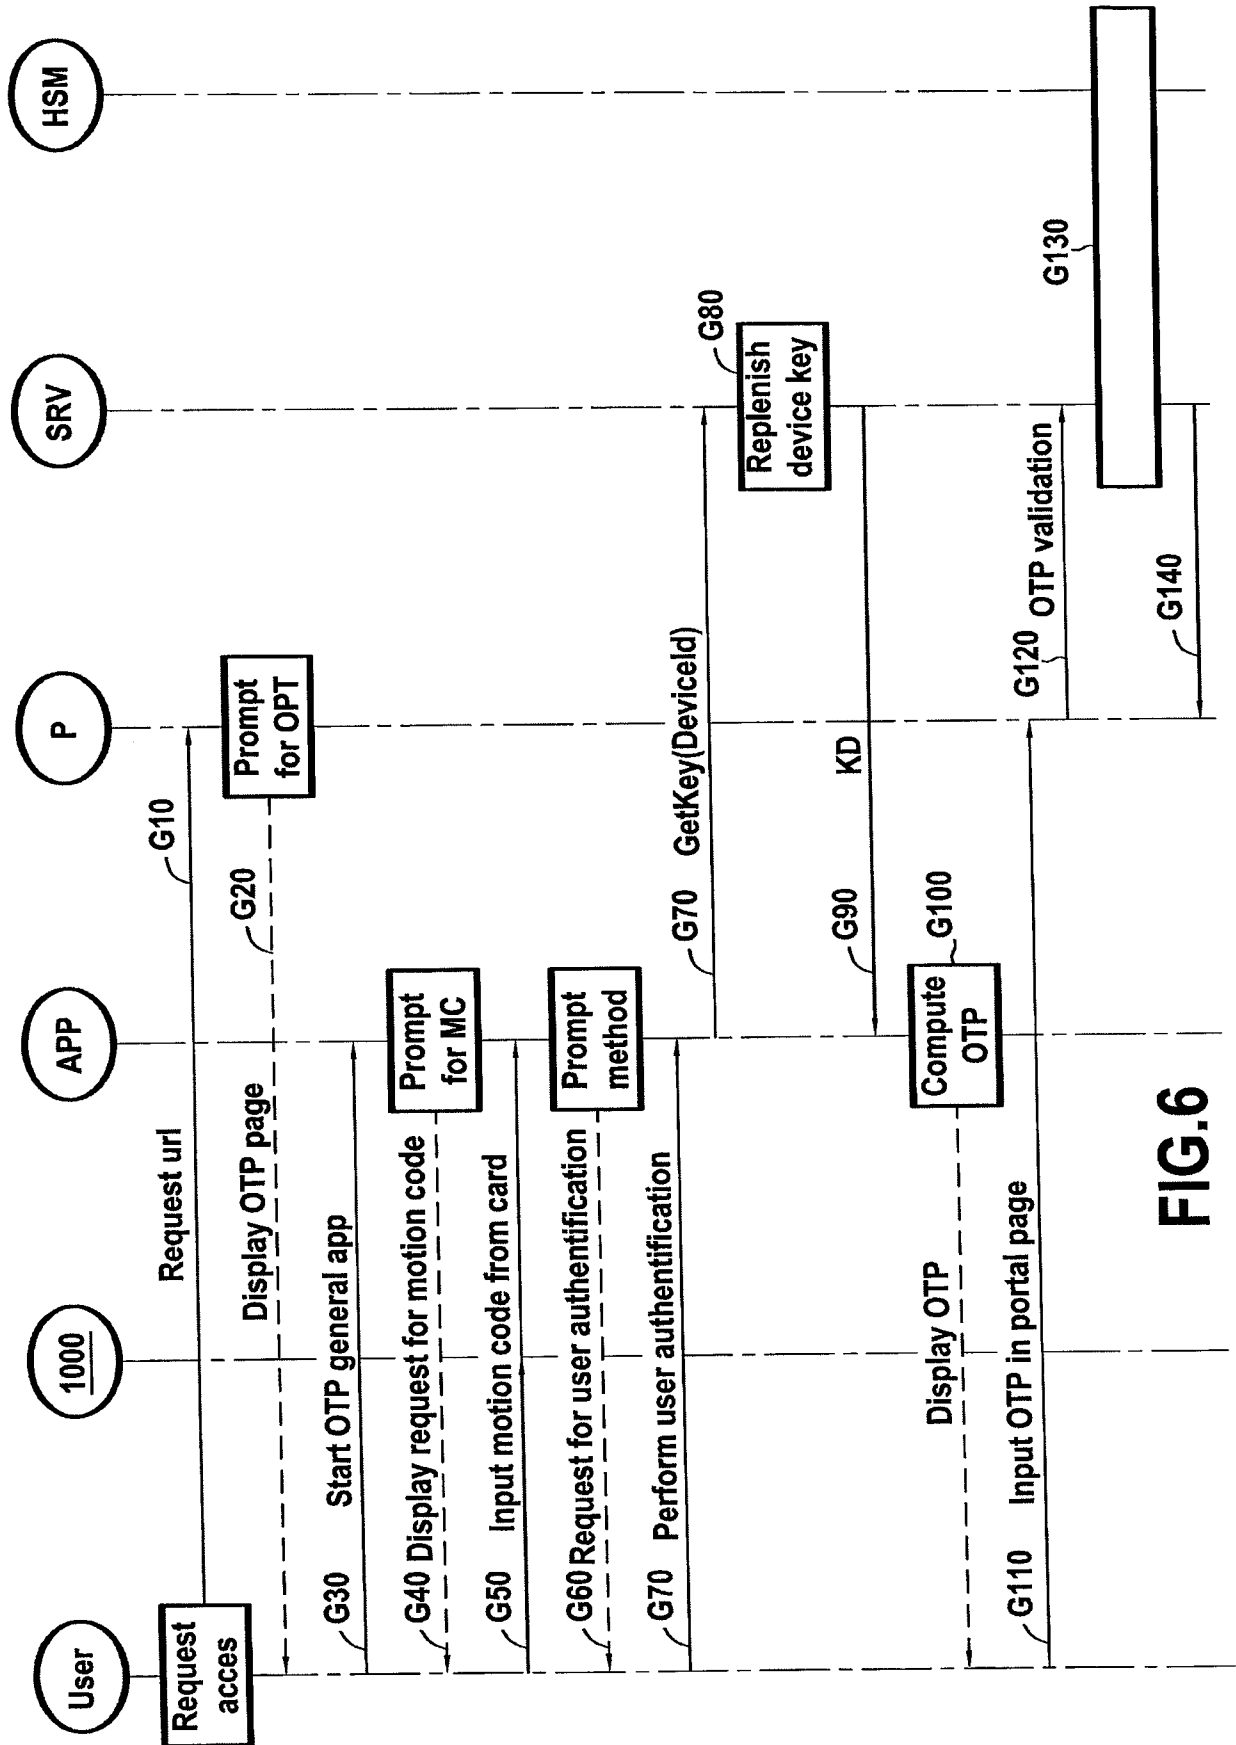 User
1000
APP
P
SRV
HSM
Request
acces
Request url
G10
Prompt
for OPT
Display OTP page
G20
G30
Start OTP general app
Prompt
for MC
G40
Display request for motion code
G50
Input motion code from card
Prompt
method
G60
Request for user authentification
G70
Perform user authentification
G70
GetKey(DeviceId)
Replenish
device key
G80
G90
KD
Compute
OTP
G100
Display OTP
G110
Input OTP in portal page
G120
OTP validation
G130
G140
FIG.6